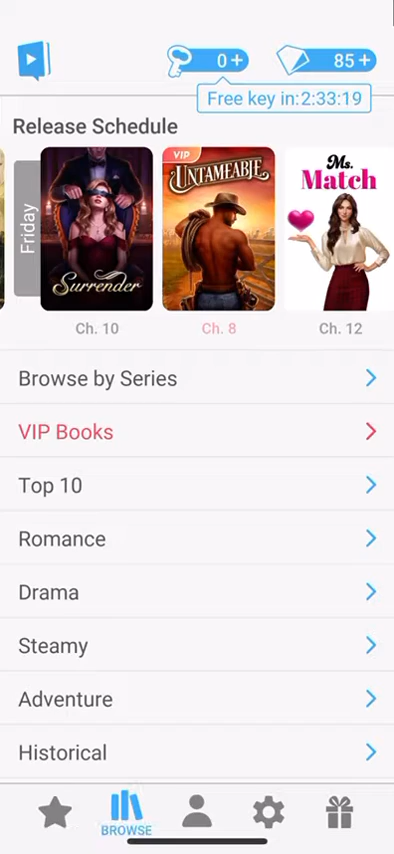 0+
85+
Free key in:2:33:19
Release Schedule
Friday
Surrender
VIP
UNTAMEABLE
Ms.
Match
Ch. 10
Ch. 8
Ch. 12
Browse by Series
VIP Books
Top 10
Romance
Drama
Steamy
Adventure
Historical
BROWSE